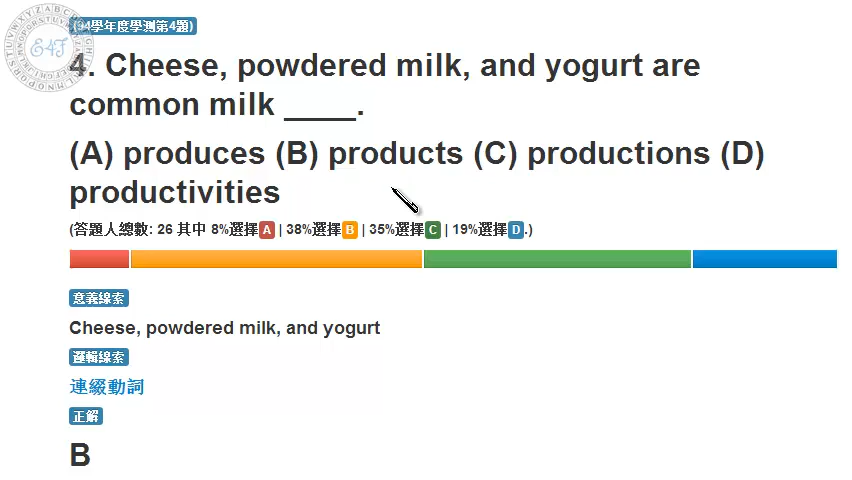 (94學年度學測第4題)
E4F
4. Cheese, powdered milk, and yogurt are
common milk ____.
(A) produces (B) products (C) productions (D)
productivities
(答題人總數: 26 其中 8%選擇A | 38%選擇B | 35%選擇C | 19%選擇D.)
意義線索
Cheese, powdered milk, and yogurt
邏輯線索
連綴動詞
正解
B